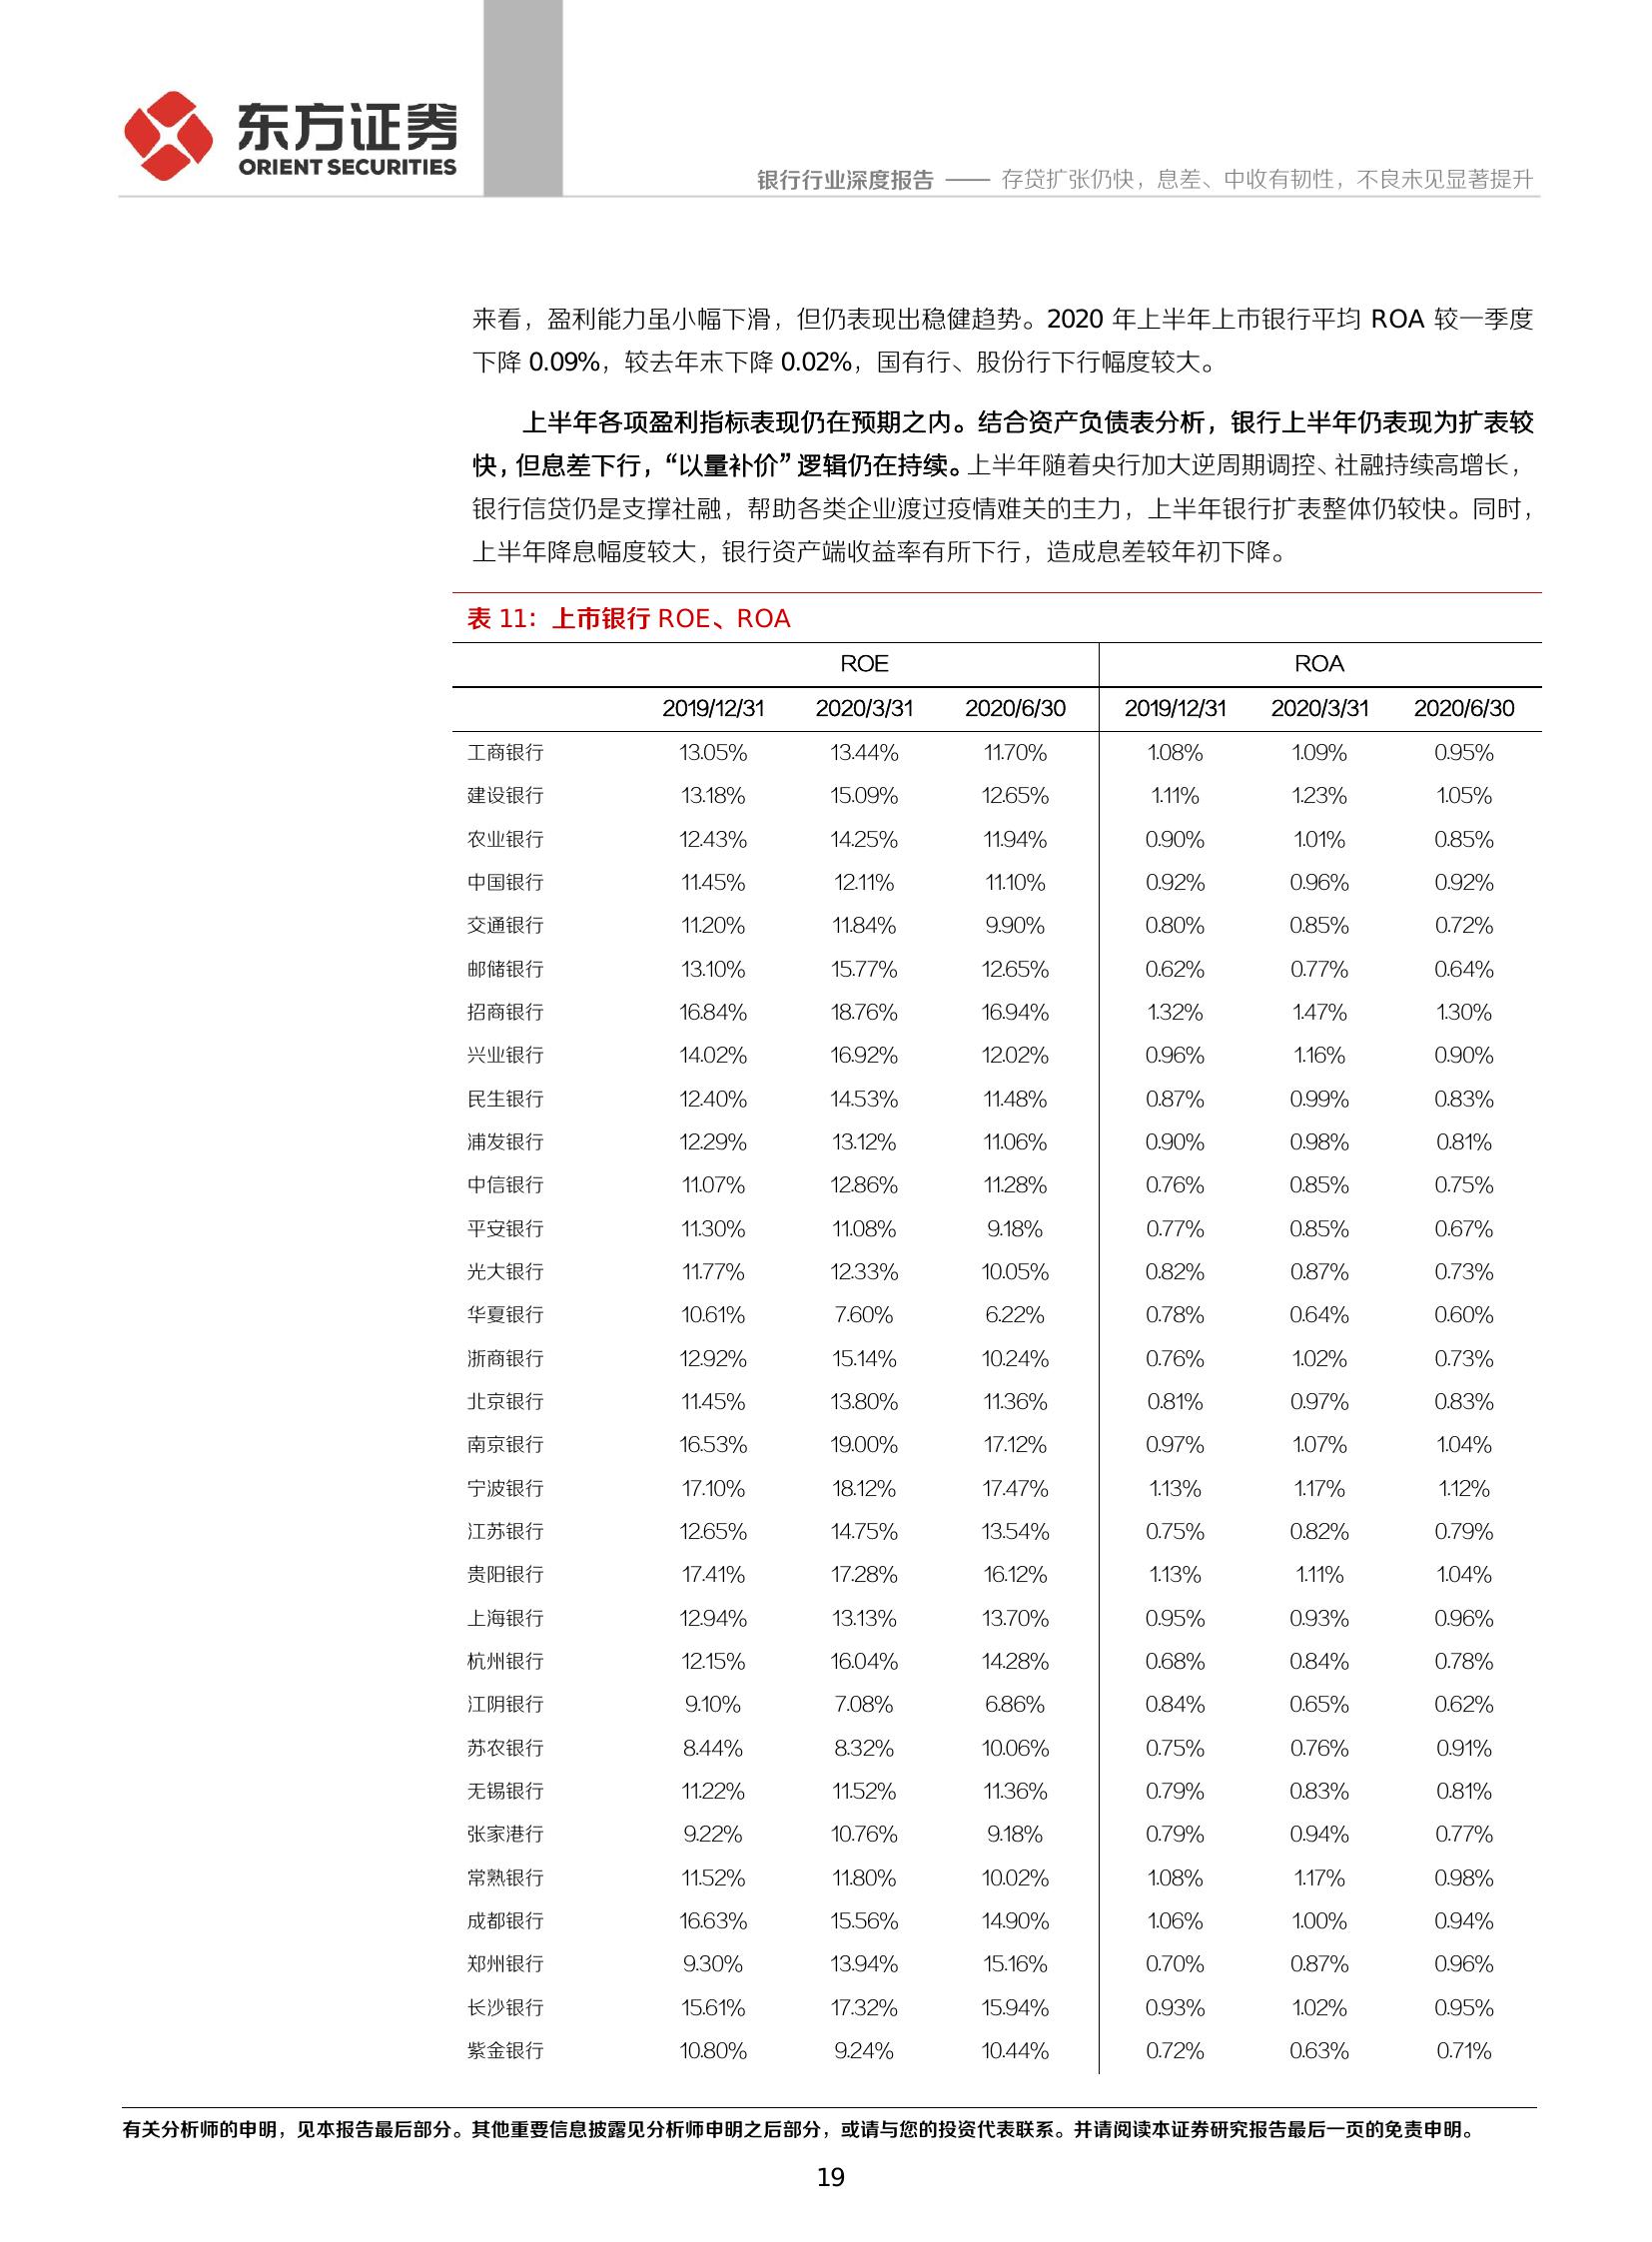 东方证券
ORIENT SECURITIES
银行行业深度报告 —— 存贷扩张仍快，息差、中收有韧性，不良未见显著提升
来看，盈利能力虽小幅下滑，但仍表现出稳健趋势。2020 年上半年上市银行平均 ROA 较一季度
下降 0.09%，较去年末下降 0.02%，国有行、股份行下行幅度较大。
上半年各项盈利指标表现仍在预期之内。结合资产负债表分析，银行上半年仍表现为扩表较
快，但息差下行，“以量补价”逻辑仍在持续。上半年随着央行加大逆周期调控、社融持续高增长，
银行信贷仍是支撑社融，帮助各类企业渡过疫情难关的主力，上半年银行扩表整体仍较快。同时，
上半年降息幅度较大，银行资产端收益率有所下行，造成息差较年初下降。
表 11：上市银行 ROE、ROA
ROE ROA
2019/12/31 2020/3/31 2020/6/30 2019/12/31 2020/3/31 2020/6/30
工商银行 13.05% 13.44% 11.70% 1.08% 1.09% 0.95%
建设银行 13.18% 15.09% 12.65% 1.11% 1.23% 1.05%
农业银行 12.43% 14.25% 11.94% 0.90% 1.01% 0.85%
中国银行 11.45% 12.11% 11.10% 0.92% 0.96% 0.92%
交通银行 11.20% 11.84% 9.90% 0.80% 0.85% 0.72%
邮储银行 13.10% 15.77% 12.65% 0.62% 0.77% 0.64%
招商银行 16.84% 18.76% 16.94% 1.32% 1.47% 1.30%
兴业银行 14.02% 16.92% 12.02% 0.96% 1.16% 0.90%
民生银行 12.40% 14.53% 11.48% 0.87% 0.99% 0.83%
浦发银行 12.29% 13.12% 11.06% 0.90% 0.98% 0.81%
中信银行 11.07% 12.86% 11.28% 0.76% 0.85% 0.75%
平安银行 11.30% 11.08% 9.18% 0.77% 0.85% 0.67%
光大银行 11.77% 12.33% 10.05% 0.82% 0.87% 0.73%
华夏银行 10.61% 7.60% 6.22% 0.78% 0.64% 0.60%
浙商银行 12.92% 15.14% 10.24% 0.76% 1.02% 0.73%
北京银行 11.45% 13.80% 11.36% 0.81% 0.97% 0.83%
南京银行 16.53% 19.00% 17.12% 0.97% 1.07% 1.04%
宁波银行 17.10% 18.12% 17.47% 1.13% 1.17% 1.12%
江苏银行 12.65% 14.75% 13.54% 0.75% 0.82% 0.79%
贵阳银行 17.41% 17.28% 16.12% 1.13% 1.11% 1.04%
上海银行 12.94% 13.13% 13.70% 0.95% 0.93% 0.96%
杭州银行 12.15% 16.04% 14.28% 0.68% 0.84% 0.78%
江阴银行 9.10% 7.08% 6.86% 0.84% 0.65% 0.62%
苏农银行 8.44% 8.32% 10.06% 0.75% 0.76% 0.91%
无锡银行 11.22% 11.52% 11.36% 0.79% 0.83% 0.81%
张家港行 9.22% 10.76% 9.18% 0.79% 0.94% 0.77%
常熟银行 11.52% 11.80% 10.02% 1.08% 1.17% 0.98%
成都银行 16.63% 15.56% 14.90% 1.06% 1.00% 0.94%
郑州银行 9.30% 13.94% 15.16% 0.70% 0.87% 0.96%
长沙银行 15.61% 17.32% 15.94% 0.93% 1.02% 0.95%
紫金银行 10.80% 9.24% 10.44% 0.72% 0.63% 0.71%
有关分析师的申明，见本报告最后部分。其他重要信息披露见分析师申明之后部分，或请与您的投资代表联系。并请阅读本证券研究报告最后一页的免责申明。
19